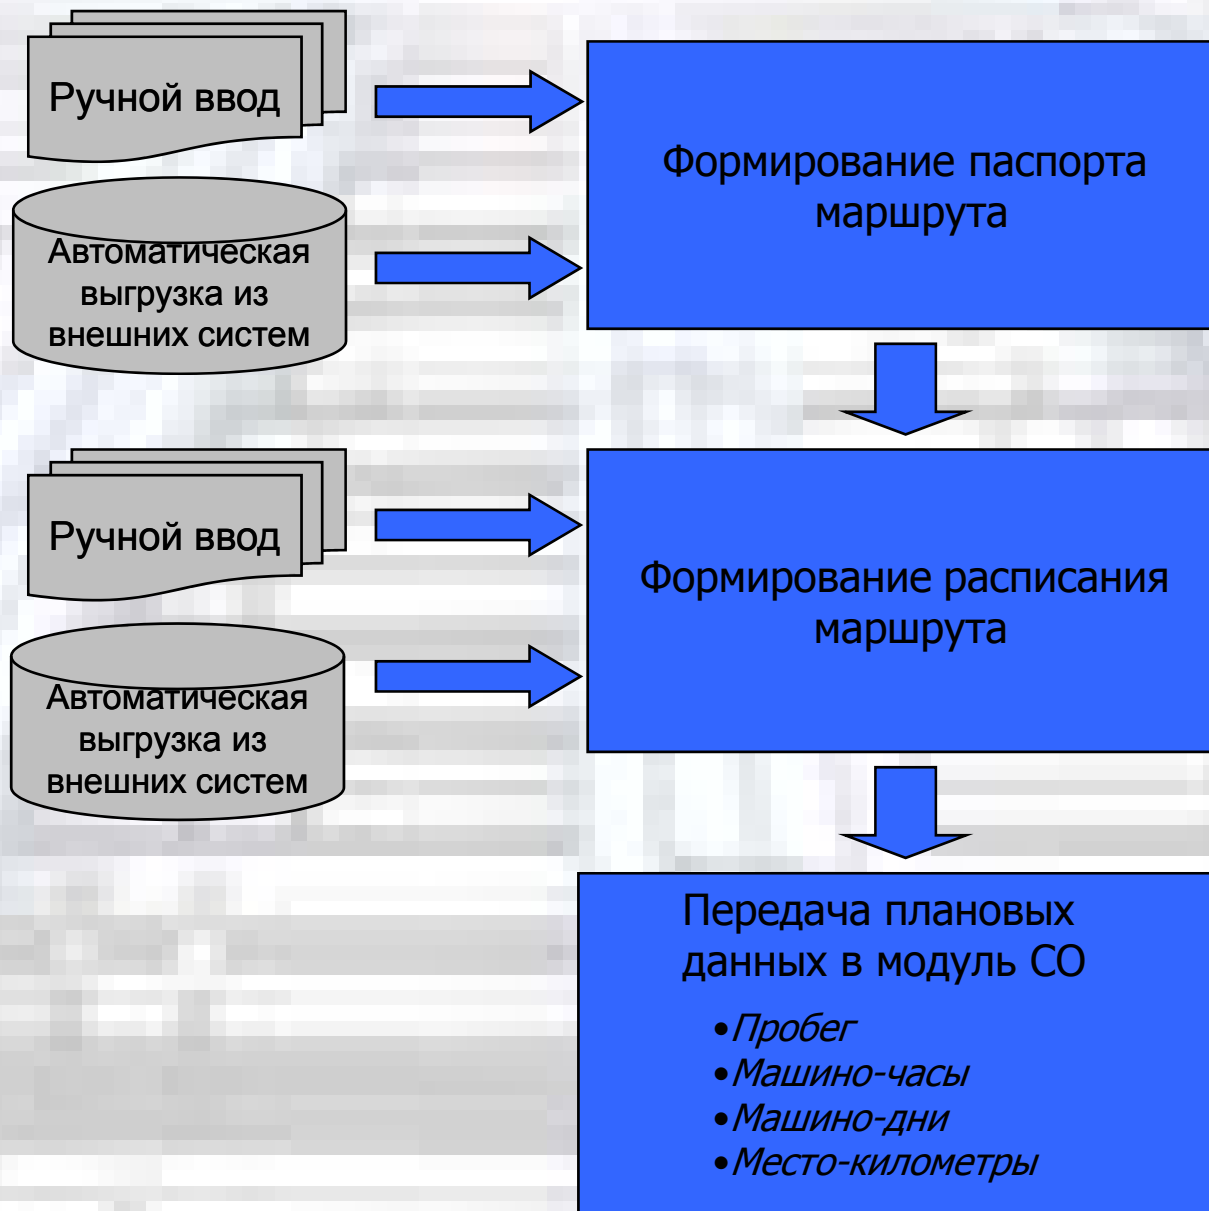 Ручной ввод
Формирование паспорта
маршрута
Автоматическая
выгрузка из
внешних систем
Ручной ввод
Формирование расписания
маршрута
Автоматическая
выгрузка из
внешних систем
Передача плановых
данных в модуль СО
•Пробег
•Машино-часы
•Машино-дни
•Место-километры